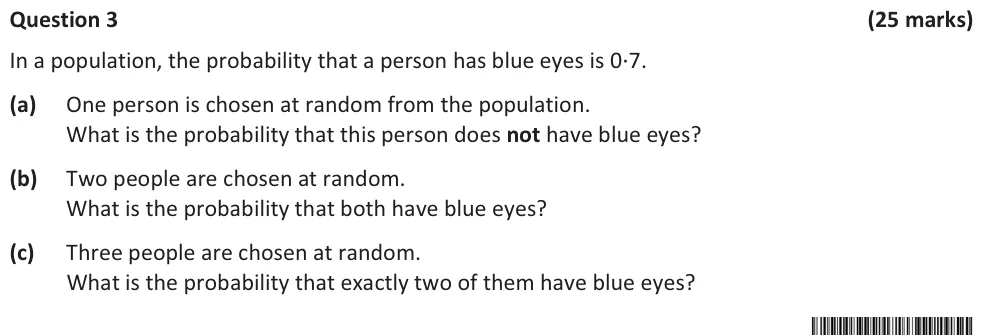 Question 3 (25 marks)
In a population, the probability that a person has blue eyes is 0·7.
(a) One person is chosen at random from the population.
What is the probability that this person does not have blue eyes?
(b) Two people are chosen at random.
What is the probability that both have blue eyes?
(c) Three people are chosen at random.
What is the probability that exactly two of them have blue eyes?